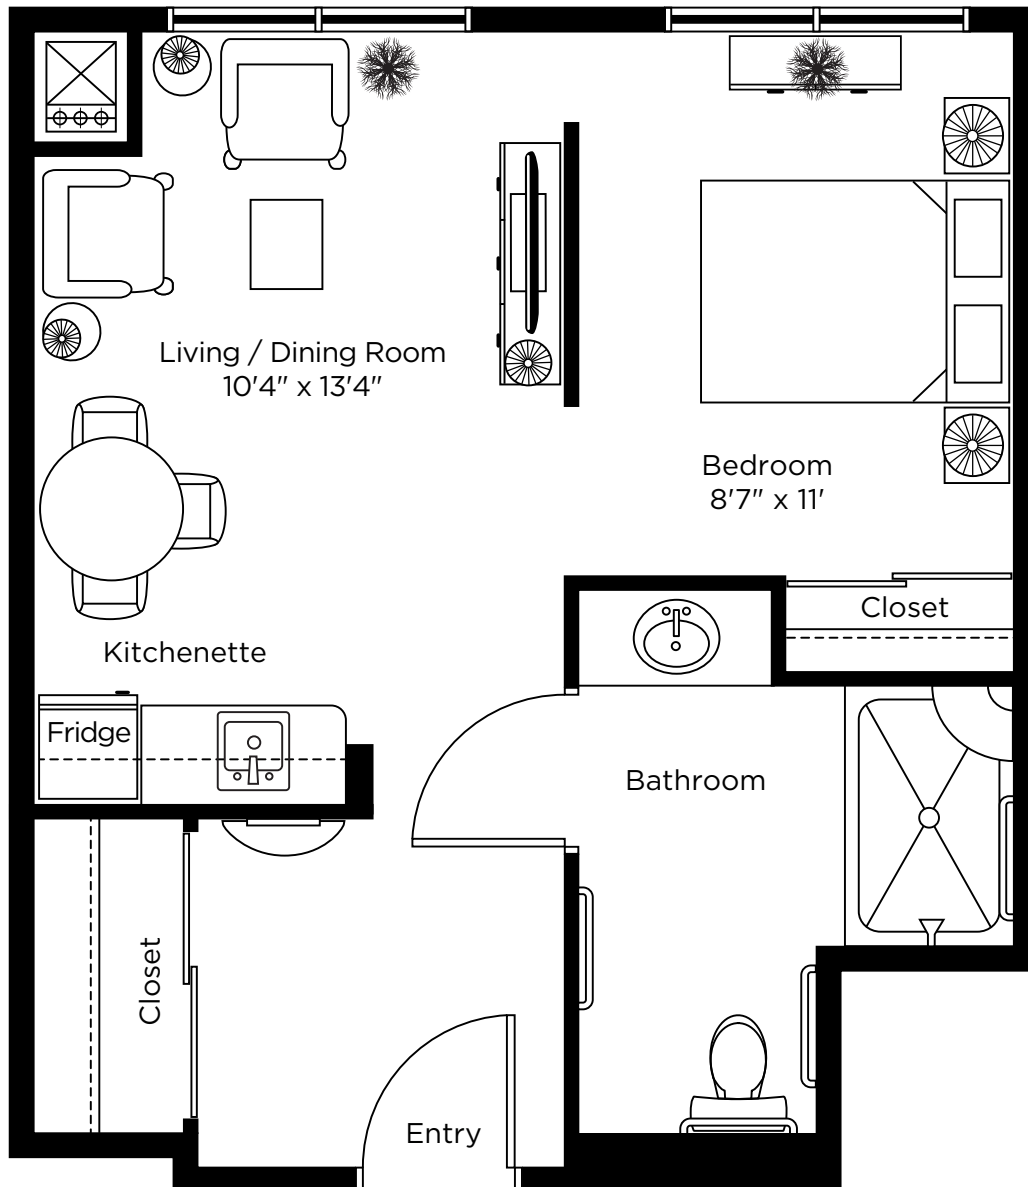 Living / Dining Room
10'4" x 13'4"
Bedroom
8'7" x 11'
Closet
Kitchenette
Fridge
Bathroom
Closet
Entry